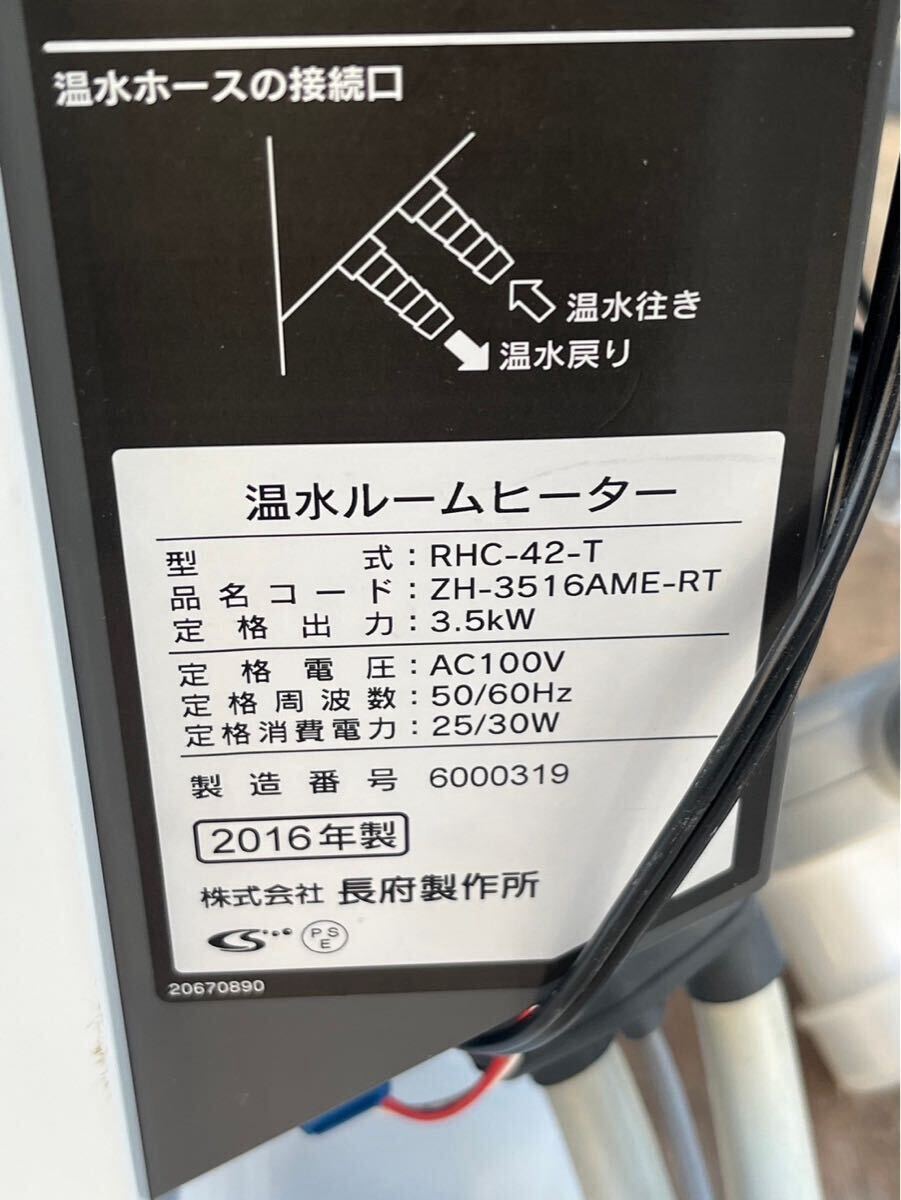 温水ホースの接続口
温水往き
温水戻り
温水ルームヒーター
型式：RHC-42-T
品名コード：ZH-3516AME-RT
定格出力：3.5kW
定格電圧：AC100V
定格周波数：50/60Hz
定格消費電力：25/30W
製造番号 6000319
2016年製
株式会社 長府製作所
PSE
20670890